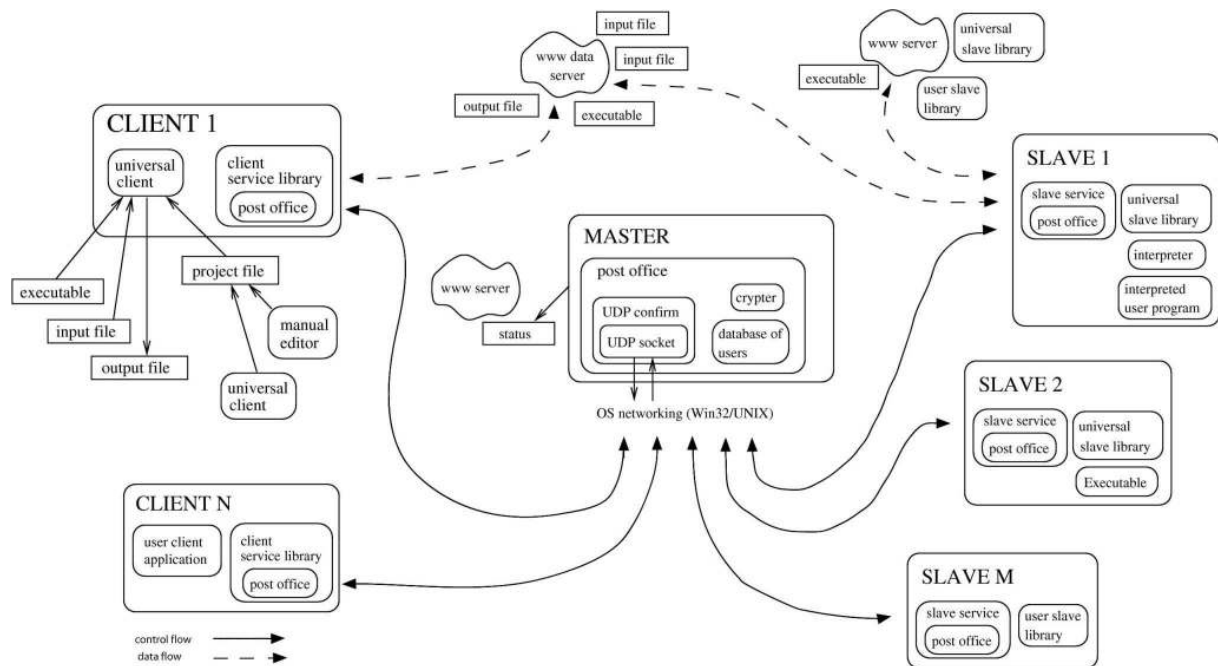 input file
www data
server
input file
output file
executable
www server
universal
slave library
executable
user slave
library
CLIENT 1
universal
client
client
service library
post office
executable
input file
output file
project file
manual
editor
universal
client
www server
status
MASTER
post office
UDP confirm
UDP socket
crypter
database of
users
OS networking (Win32/UNIX)
SLAVE 1
slave service
post office
universal
slave library
interpreter
interpreted
user program
SLAVE 2
slave service
post office
universal
slave library
Executable
CLIENT N
user client
application
client
service library
post office
SLAVE M
slave service
post office
user slave
library
control flow
data flow